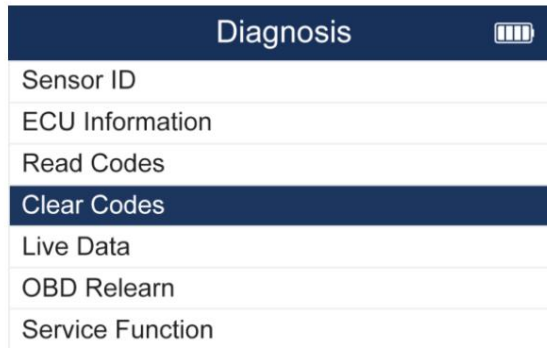 Diagnosis
Sensor ID
ECU Information
Read Codes
Clear Codes
Live Data
OBD Relearn
Service Function